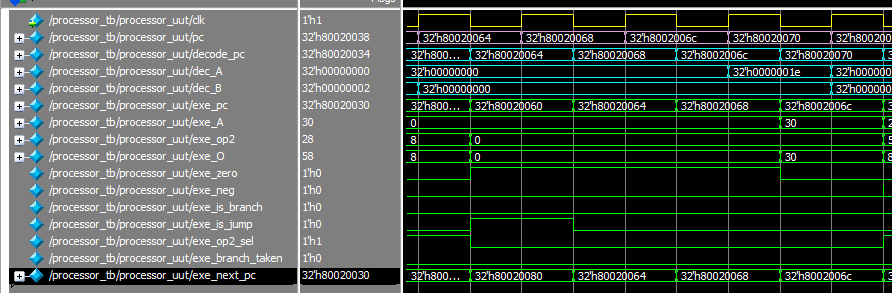 /processor_tb/processor_uut/clk 1'h1
/processor_tb/processor_uut/pc 32'h80020038 32'h80020064 32'h80020068 32'h8002006c 32'h80020070
/processor_tb/processor_uut/decode_pc 32'h80020034 32'h800... 32'h80020064 32'h80020068 32'h8002006c 32'h80020070
/processor_tb/processor_uut/dec_A 32'h00000000 32'h00000000 32'h0000001e 32'h000...
/processor_tb/processor_uut/dec_B 32'h00000002 32'h00000000 32'h000...
/processor_tb/processor_uut/exe_pc 32'h80020030 32'h800... 32'h80020060 32'h80020064 32'h80020068 32'h8002006c
/processor_tb/processor_uut/exe_A 30 0 30 2
/processor_tb/processor_uut/exe_op2 28 8 0 5
/processor_tb/processor_uut/exe_O 58 8 0 30 8
/processor_tb/processor_uut/exe_zero 1'h0
/processor_tb/processor_uut/exe_neg 1'h0
/processor_tb/processor_uut/exe_is_branch 1'h0
/processor_tb/processor_uut/exe_is_jump 1'h0
/processor_tb/processor_uut/exe_op2_sel 1'h1
/processor_tb/processor_uut/exe_branch_taken 1'h0
/processor_tb/processor_uut/exe_next_pc 32'h80020030 32'h800... 32'h80020080 32'h80020064 32'h80020068 32'h8002006c